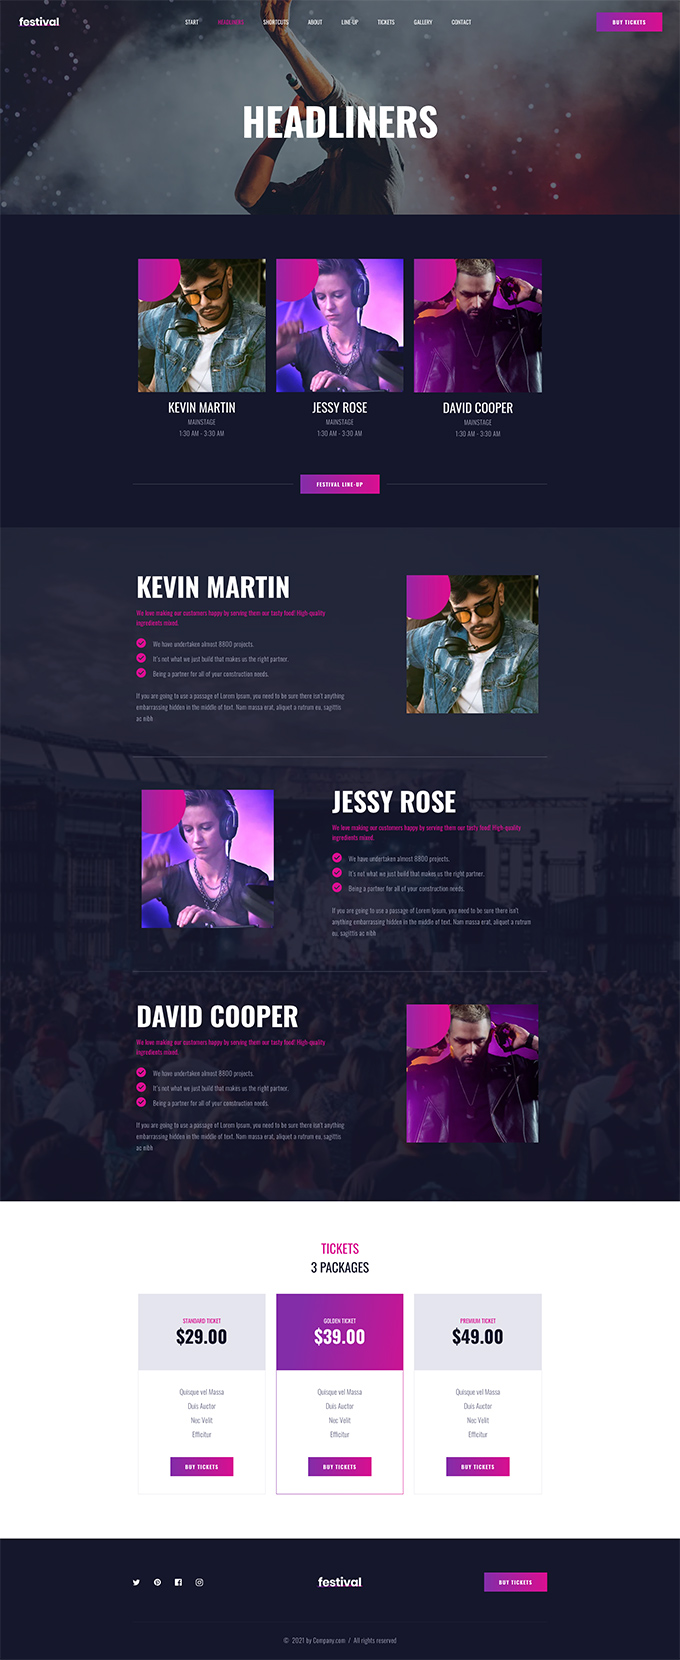 festival
START HEADLINERS SHORTCUTS ABOUT LINE-UP TICKETS GALLERY CONTACT
BUY TICKETS
HEADLINERS
KEVIN MARTIN
MAINSTAGE
1:30 AM - 3:30 AM
JESSY ROSE
MAINSTAGE
1:30 AM - 3:30 AM
DAVID COOPER
MAINSTAGE
1:30 AM - 3:30 AM
FESTIVAL LINE-UP
KEVIN MARTIN
We love making our customers happy by serving them our tasty food! High-quality
ingredients mixed.
We have undertaken almost 8800 projects.
It's not what we just build that makes us the right partner.
Being a partner for all of your construction needs.
If you are going to use a passage of Lorem Ipsum, you need to be sure there isn't anything
embarrassing hidden in the middle of text. Nam massa erat, aliquet a rutrum eu, sagittis
ac nibh
JESSY ROSE
We love making our customers happy by serving them our tasty food! High-quality
ingredients mixed.
We have undertaken almost 8800 projects.
It's not what we just build that makes us the right partner.
Being a partner for all of your construction needs.
If you are going to use a passage of Lorem Ipsum, you need to be sure there isn't
anything embarrassing hidden in the middle of text. Nam massa erat, aliquet a rutrum
eu, sagittis ac nibh
DAVID COOPER
We love making our customers happy by serving them our tasty food! High-quality
ingredients mixed.
We have undertaken almost 8800 projects.
It's not what we just build that makes us the right partner.
Being a partner for all of your construction needs.
If you are going to use a passage of Lorem Ipsum, you need to be sure there isn't anything
embarrassing hidden in the middle of text. Nam massa erat, aliquet a rutrum eu, sagittis
ac nibh
TICKETS
3 PACKAGES
STANDARD TICKET
$29.00
Quisque vel Massa
Duis Auctor
Nec Velit
Efficitur
BUY TICKETS
GOLDEN TICKET
$39.00
Quisque vel Massa
Duis Auctor
Nec Velit
Efficitur
BUY TICKETS
PREMIUM TICKET
$49.00
Quisque vel Massa
Duis Auctor
Nec Velit
Efficitur
BUY TICKETS
festival
BUY TICKETS
© 2021 by Company.com / All rights reserved